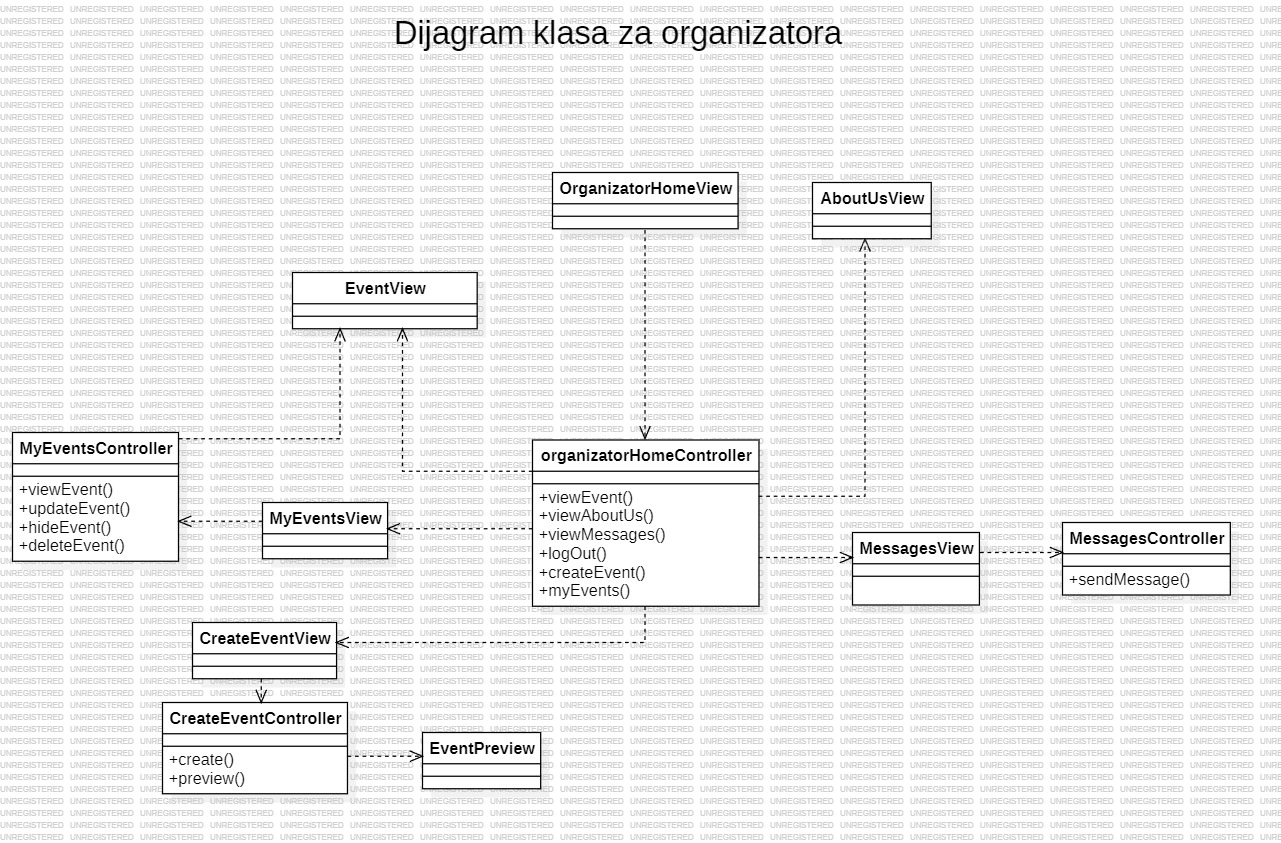 Dijagram klasa za organizatora
OrganizatorHomeView
AboutUsView
EventView
MyEventsController
+viewEvent()
+updateEvent()
+hideEvent()
+deleteEvent()
MyEventsView
organizatorHomeController
+viewEvent()
+viewAboutUs()
+viewMessages()
+logOut()
+createEvent()
+myEvents()
MessagesView
MessagesController
+sendMessage()
CreateEventView
CreateEventController
+create()
+preview()
EventPreview
UNREGISTERED